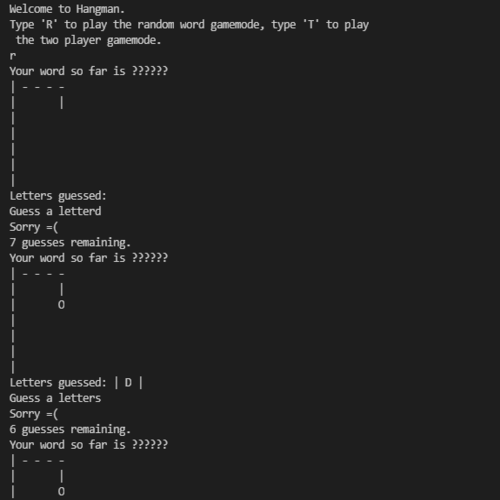 Welcome to Hangman.
Type 'R' to play the random word gamemode, type 'T' to play
 the two player gamemode.
r
Your word so far is ??????
| - - - -
|       |
|
|
|
|
|
Letters guessed:
Guess a letterd
Sorry =(
7 guesses remaining.
Your word so far is ??????
| - - - -
|       |
|       O
|
|
|
|
Letters guessed: | D |
Guess a letters
Sorry =(
6 guesses remaining.
Your word so far is ??????
| - - - -
|       |
|       O